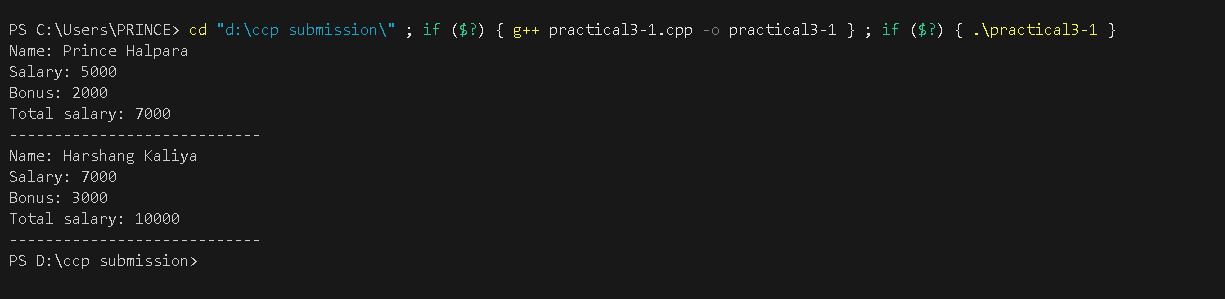 PS C:\Users\PRINCE> cd "d:\ccp submission\" ; if ($?) { g++ practical3-1.cpp -o practical3-1 } ; if ($?) { .\practical3-1 }
Name: Prince Halpara
Salary: 5000
Bonus: 2000
Total salary: 7000
----------------------------
Name: Harshang Kaliya
Salary: 7000
Bonus: 3000
Total salary: 10000
----------------------------
PS D:\ccp submission>